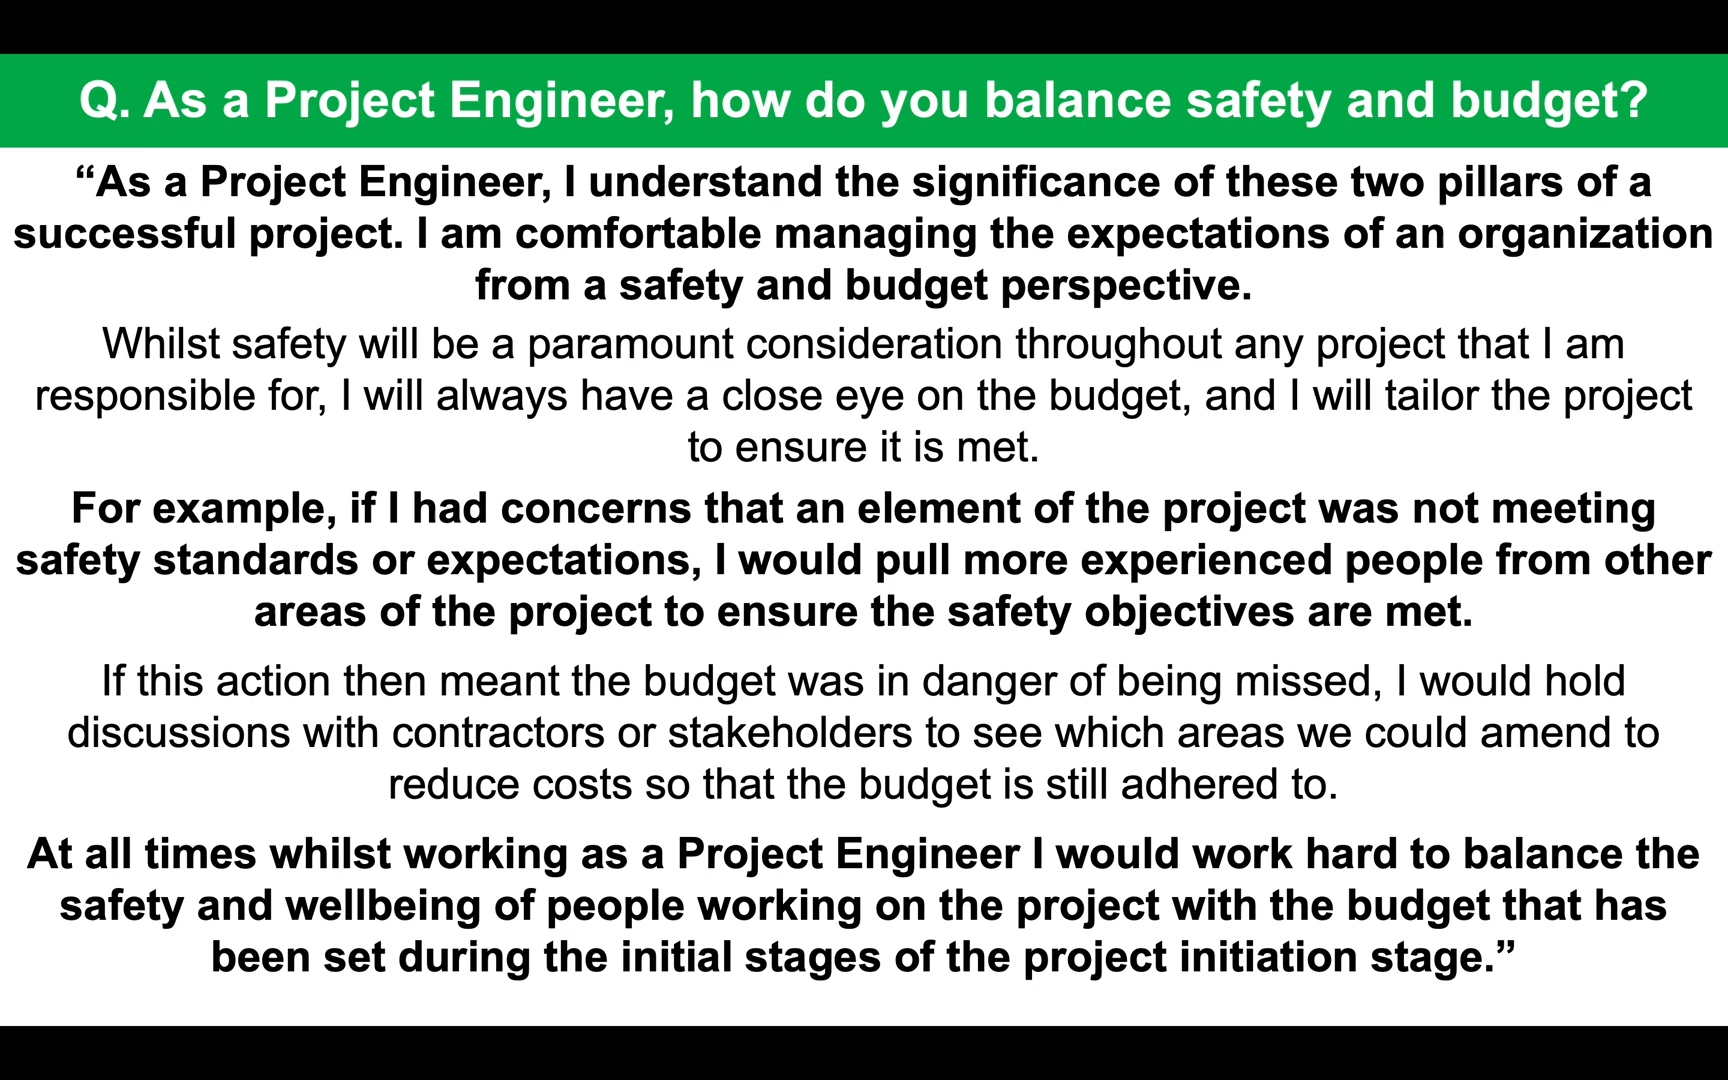 Q. As a Project Engineer, how do you balance safety and budget?
“As a Project Engineer, I understand the significance of these two pillars of a
successful project. I am comfortable managing the expectations of an organization
from a safety and budget perspective.
Whilst safety will be a paramount consideration throughout any project that I am
responsible for, I will always have a close eye on the budget, and I will tailor the project
to ensure it is met.
For example, if I had concerns that an element of the project was not meeting
safety standards or expectations, I would pull more experienced people from other
areas of the project to ensure the safety objectives are met.
If this action then meant the budget was in danger of being missed, I would hold
discussions with contractors or stakeholders to see which areas we could amend to
reduce costs so that the budget is still adhered to.
At all times whilst working as a Project Engineer I would work hard to balance the
safety and wellbeing of people working on the project with the budget that has
been set during the initial stages of the project initiation stage.”